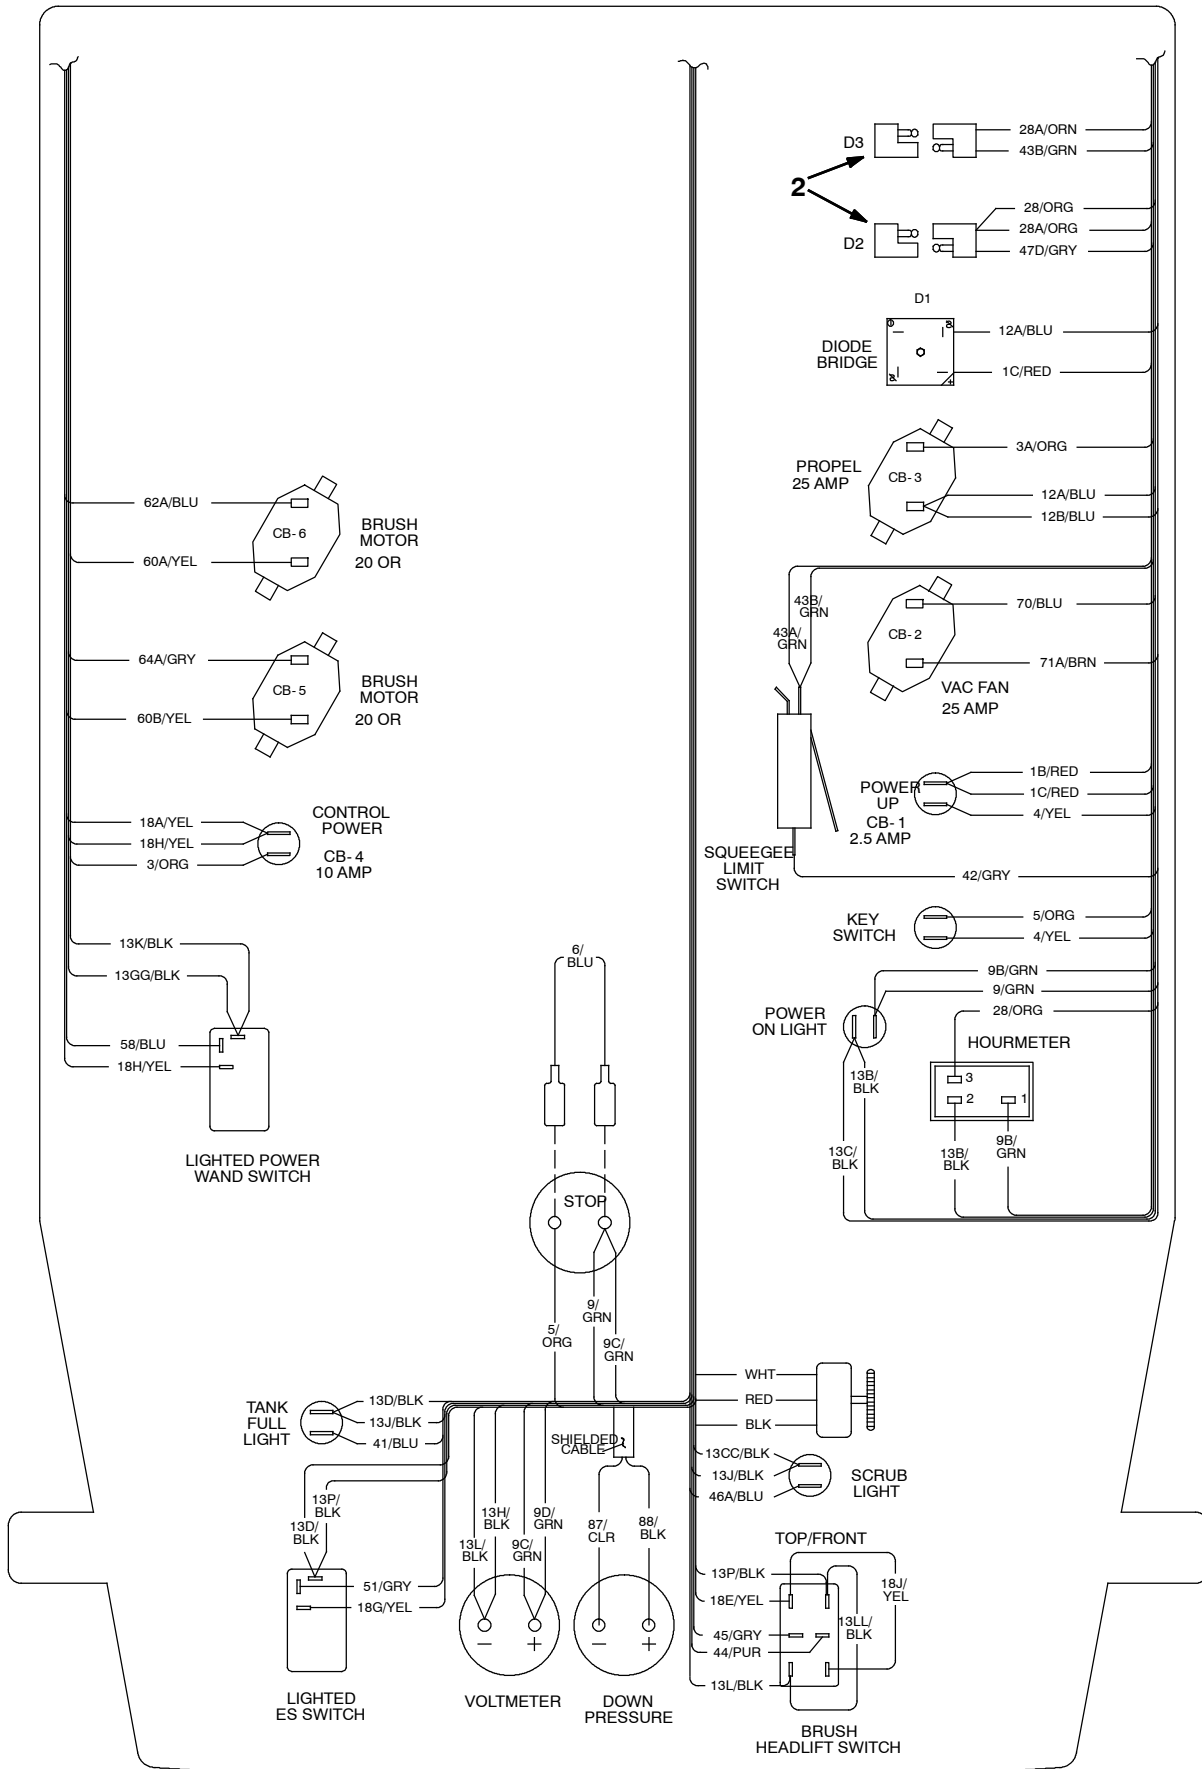 28A/ORN
D3
43B/GRN
2
28/ORG
28A/ORG
D2
47D/GRY
D1
12A/BLU
DIODE
BRIDGE
1C/RED
+
3A/ORG
PROPEL
25 AMP
CB-3
12A/BLU
12B/BLU
62A/BLU
CB-6
BRUSH
MOTOR
20 OR
60A/YEL
43B/
GRN
43A/
GRN
70/BLU
CB-2
71A/BRN
VAC FAN
25 AMP
64A/GRY
CB-5
BRUSH
MOTOR
20 OR
60B/YEL
1B/RED
1C/RED
4/YEL
POWER
UP
CB-1
2.5 AMP
CONTROL
POWER
CB-4
10 AMP
18A/YEL
18H/YEL
3/ORG
SQUEEGEE
LIMIT
SWITCH
42/GRY
KEY
SWITCH
5/ORG
4/YEL
13K/BLK
13GG/BLK
6/
BLU
9B/GRN
9/GRN
28/ORG
POWER
ON LIGHT
HOURMETER
58/BLU
18H/YEL
13B/
BLK
3
2
1
13C/
BLK
13B/
BLK
9B/
GRN
LIGHTED POWER
WAND SWITCH
STOP
5/
ORG
9/
GRN
9C/
GRN
WHT
RED
BLK
TANK
FULL
LIGHT
13D/BLK
13J/BLK
41/BLU
SHIELDED
CABLE
13CC/BLK
13J/BLK
46A/BLU
SCRUB
LIGHT
13P/
BLK
13D/
BLK
13H/
BLK
13L/
BLK
9D/
GRN
9C/
GRN
87/
CLR
88/
BLK
TOP/FRONT
13P/BLK
18E/YEL
18J/
YEL
13LL/
BLK
45/GRY
44/PUR
13L/BLK
51/GRY
18G/YEL
− +
− +
LIGHTED
ES SWITCH
VOLTMETER
DOWN
PRESSURE
BRUSH
HEADLIFT SWITCH